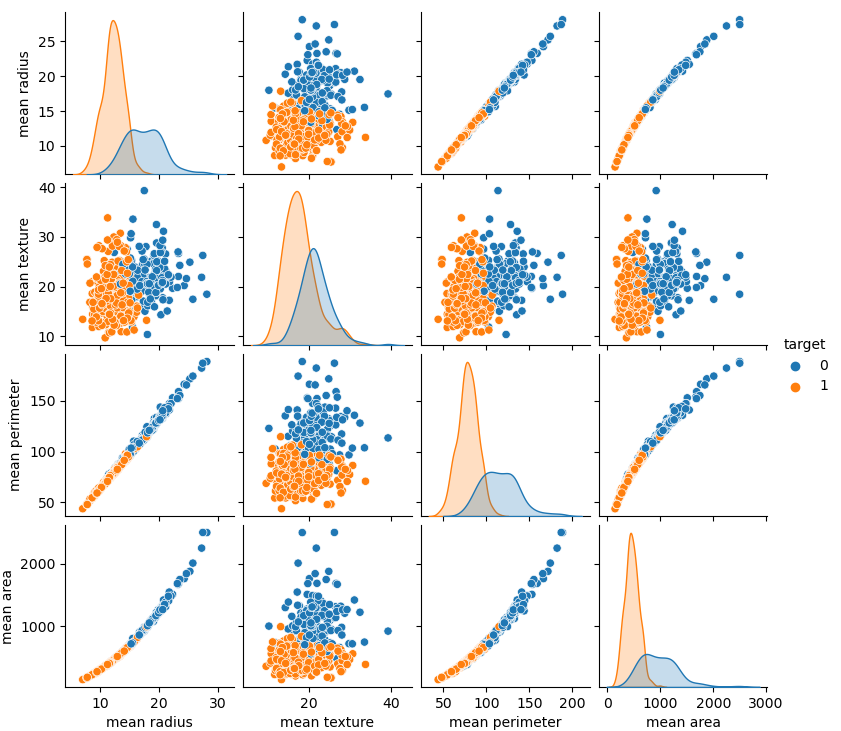 mean radius
25
20
15
10
mean texture
40
30
20
10
target
0
1
mean perimeter
150
100
50
mean area
2000
1000
10 20 30
20 40
50 100 150 200
0 1000 2000 3000
mean radius
mean texture
mean perimeter
mean area